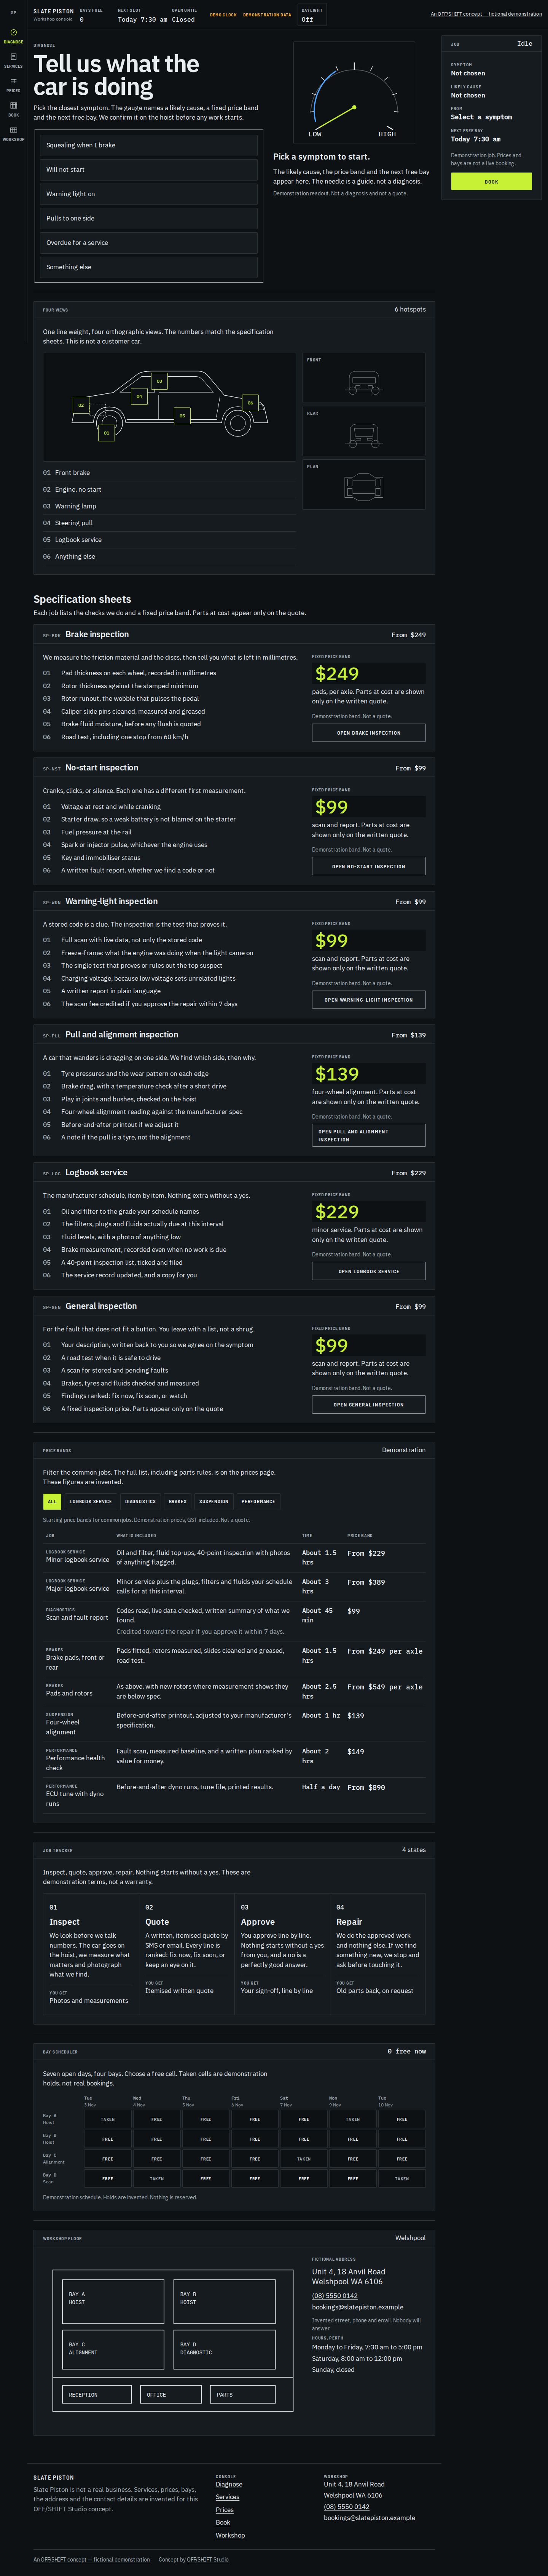 SP
DIAGNOSE
SERVICES
PRICES
BOOK
WORKSHOP
SLATE PISTON
Workshop console
BAYS FREE
0
NEXT SLOT
Today 7:30 am
OPEN UNTIL
Closed
DEMO CLOCK
DEMONSTRATION DATA
DAYLIGHT
Off
An OFF/SHIFT concept — fictional demonstration
DIAGNOSE
Tell us what the
car is doing
Pick the closest symptom. The gauge names a likely cause, a fixed price band
and the next free bay. We confirm it on the hoist before any work starts.
Squealing when I brake
Will not start
Warning light on
Pulls to one side
Overdue for a service
Something else
LOW
HIGH
Pick a symptom to start.
The likely cause, the price band and the next free bay
appear here. The needle is a guide, not a diagnosis.
Demonstration readout. Not a diagnosis and not a quote.
JOB
Idle
SYMPTOM
Not chosen
LIKELY CAUSE
Not chosen
FROM
Select a symptom
NEXT FREE BAY
Today 7:30 am
Demonstration job. Prices and
bays are not a live booking.
BOOK
FOUR VIEWS
6 hotspots
One line weight, four orthographic views. The numbers match the specification
sheets. This is not a customer car.
01
02
03
04
05
06
FRONT
REAR
PLAN
01 Front brake
02 Engine, no start
03 Warning lamp
04 Steering pull
05 Logbook service
06 Anything else
Specification sheets
Each job lists the checks we do and a fixed price band. Parts at cost appear only on the quote.
SP-BRK Brake inspection
From $249
We measure the friction material and the discs, then tell you what is left in millimetres.
01 Pad thickness on each wheel, recorded in millimetres
02 Rotor thickness against the stamped minimum
03 Rotor runout, the wobble that pulses the pedal
04 Caliper slide pins cleaned, measured and greased
05 Brake fluid moisture, before any flush is quoted
06 Road test, including one stop from 60 km/h
FIXED PRICE BAND
$249
pads, per axle. Parts at cost are shown
only on the written quote.
Demonstration band. Not a quote.
OPEN BRAKE INSPECTION
SP-NST No-start inspection
From $99
Cranks, clicks, or silence. Each one has a different first measurement.
01 Voltage at rest and while cranking
02 Starter draw, so a weak battery is not blamed on the starter
03 Fuel pressure at the rail
04 Spark or injector pulse, whichever the engine uses
05 Key and immobiliser status
06 A written fault report, whether we find a code or not
FIXED PRICE BAND
$99
scan and report. Parts at cost are
shown only on the written quote.
Demonstration band. Not a quote.
OPEN NO-START INSPECTION
SP-WRN Warning-light inspection
From $99
A stored code is a clue. The inspection is the test that proves it.
01 Full scan with live data, not only the stored code
02 Freeze-frame: what the engine was doing when the light came on
03 The single test that proves or rules out the top suspect
04 Charging voltage, because low voltage sets unrelated lights
05 A written report in plain language
06 The scan fee credited if you approve the repair within 7 days
FIXED PRICE BAND
$99
scan and report. Parts at cost are
shown only on the written quote.
Demonstration band. Not a quote.
OPEN WARNING-LIGHT INSPECTION
SP-PLL Pull and alignment inspection
From $139
A car that wanders is dragging on one side. We find which side, then why.
01 Tyre pressures and the wear pattern on each edge
02 Brake drag, with a temperature check after a short drive
03 Play in joints and bushes, checked on the hoist
04 Four-wheel alignment reading against the manufacturer spec
05 Before-and-after printout if we adjust it
06 A note if the pull is a tyre, not the alignment
FIXED PRICE BAND
$139
four-wheel alignment. Parts at cost
are shown only on the written quote.
Demonstration band. Not a quote.
OPEN PULL AND ALIGNMENT
INSPECTION
SP-LOG Logbook service
From $229
The manufacturer schedule, item by item. Nothing extra without a yes.
01 Oil and filter to the grade your schedule names
02 The filters, plugs and fluids actually due at this interval
03 Fluid levels, with a photo of anything low
04 Brake measurement, recorded even when no work is due
05 A 40-point inspection list, ticked and filed
06 The service record updated, and a copy for you
FIXED PRICE BAND
$229
minor service. Parts at cost are shown
only on the written quote.
Demonstration band. Not a quote.
OPEN LOGBOOK SERVICE
SP-GEN General inspection
From $99
For the fault that does not fit a button. You leave with a list, not a shrug.
01 Your description, written back to you so we agree on the symptom
02 A road test when it is safe to drive
03 A scan for stored and pending faults
04 Brakes, tyres and fluids checked and measured
05 Findings ranked: fix now, fix soon, or watch
06 A fixed inspection price. Parts appear only on the quote
FIXED PRICE BAND
$99
scan and report. Parts at cost are
shown only on the written quote.
Demonstration band. Not a quote.
OPEN GENERAL INSPECTION
PRICE BANDS
Demonstration
Filter the common jobs. The full list, including parts rules, is on the prices page.
These figures are invented.
ALL
LOGBOOK SERVICE
DIAGNOSTICS
BRAKES
SUSPENSION
PERFORMANCE
Starting price bands for common jobs. Demonstration prices, GST included. Not a quote.
JOB
WHAT IS INCLUDED
TIME
PRICE BAND
LOGBOOK SERVICE
Minor logbook service
Oil and filter, fluid top-ups, 40-point inspection with photos
of anything flagged.
About 1.5
hrs
From $229
LOGBOOK SERVICE
Major logbook service
Minor service plus the plugs, filters and fluids your schedule
calls for at this interval.
About 3
hrs
From $389
DIAGNOSTICS
Scan and fault report
Codes read, live data checked, written summary of what we
found.
Credited toward the repair if you approve it within 7 days.
About 45
min
$99
BRAKES
Brake pads, front or
rear
Pads fitted, rotors measured, slides cleaned and greased,
road test.
About 1.5
hrs
From $249 per axle
BRAKES
Pads and rotors
As above, with new rotors where measurement shows they
are below spec.
About 2.5
hrs
From $549 per axle
SUSPENSION
Four-wheel
alignment
Before-and-after printout, adjusted to your manufacturer's
specification.
About 1 hr
$139
PERFORMANCE
Performance health
check
Fault scan, measured baseline, and a written plan ranked by
value for money.
About 2
hrs
$149
PERFORMANCE
ECU tune with dyno
runs
Before-and-after dyno runs, tune file, printed results.
Half a day
From $890
JOB TRACKER
4 states
Inspect, quote, approve, repair. Nothing starts without a yes. These are
demonstration terms, not a warranty.
01
Inspect
We look before we talk
numbers. The car goes on
the hoist, we measure what
matters and photograph
what we find.
YOU GET
Photos and measurements
02
Quote
A written, itemised quote by
SMS or email. Every line is
ranked: fix now, fix soon, or
keep an eye on it.
YOU GET
Itemised written quote
03
Approve
You approve line by line.
Nothing starts without a yes
from you, and a no is a
perfectly good answer.
YOU GET
Your sign-off, line by line
04
Repair
We do the approved work
and nothing else. If we find
something new, we stop and
ask before touching it.
YOU GET
Old parts back, on request
BAY SCHEDULER
0 free now
Seven open days, four bays. Choose a free cell. Taken cells are demonstration
holds, not real bookings.
Tue Wed Thu Fri Sat Mon Tue
3 Nov 4 Nov 5 Nov 6 Nov 7 Nov 9 Nov 10 Nov
Bay A
Hoist
TAKEN FREE FREE FREE FREE TAKEN FREE
Bay B
Hoist
FREE FREE FREE FREE FREE FREE FREE
Bay C
Alignment
FREE FREE FREE FREE TAKEN FREE FREE
Bay D
Scan
FREE TAKEN FREE FREE FREE FREE TAKEN
Demonstration schedule. Holds are invented. Nothing is reserved.
WORKSHOP FLOOR
Welshpool
BAY A
HOIST
BAY B
HOIST
BAY C
ALIGNMENT
BAY D
DIAGNOSTIC
RECEPTION
OFFICE
PARTS
FICTIONAL ADDRESS
Unit 4, 18 Anvil Road
Welshpool WA 6106
(08) 5550 0142
bookings@slatepiston.example
Invented street, phone and email. Nobody will
answer.
HOURS, PERTH
Monday to Friday, 7:30 am to 5:00 pm
Saturday, 8:00 am to 12:00 pm
Sunday, closed
SLATE PISTON
Slate Piston is not a real business. Services, prices, bays,
the address and the contact details are invented for this
OFF/SHIFT Studio concept.
CONSOLE
Diagnose
Services
Prices
Book
Workshop
WORKSHOP
Unit 4, 18 Anvil Road
Welshpool WA 6106
(08) 5550 0142
bookings@slatepiston.example
An OFF/SHIFT concept — fictional demonstration
Concept by OFF/SHIFT Studio